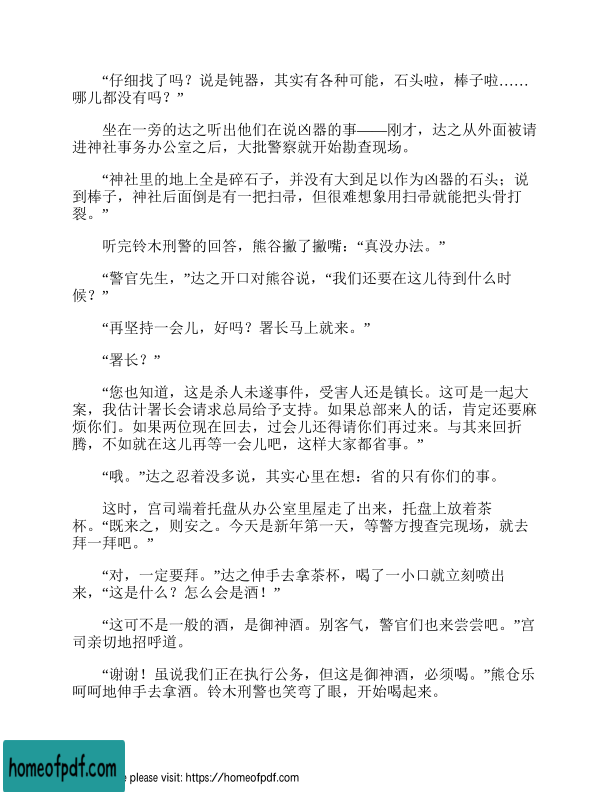 “仔细找了吗？说是钝器，其实有各种可能，石头啦，棒子啦……
哪儿都没有吗？”
坐在一旁的达之听出他们在说凶器的事——刚才，达之从外面被请
进神社事务办公室之后，大批警察就开始勘查现场。
“神社里的地上全是碎石子，并没有大到足以作为凶器的石头；说
到棒子，神社后面倒是有一把扫帚，但很难想象用扫帚就能把头骨打
裂。”
听完铃木刑警的回答，熊谷撇了撇嘴：“真没办法。”
“警官先生，”达之开口对熊谷说，“我们还要在这儿待到什么时
候？”
“再坚持一会儿，好吗？署长马上就来。”
“署长？”
“您也知道，这是杀人未遂事件，受害人还是镇长。这可是一起大
案，我估计署长会请求总局给予支持。如果总部来人的话，肯定还要麻
烦你们。如果两位现在回去，过会儿还得请你们再过来。与其来回折
腾，不如就在这儿再等一会儿吧，这样大家都省事。”
“哦。”达之忍着没多说，其实心里在想：省的只有你们的事。
这时，宫司端着托盘从办公室里屋走了出来，托盘上放着茶
杯。“既来之，则安之。今天是新年第一天，等警方搜查完现场，就去
拜一拜吧。”
“对，一定要拜。”达之伸手去拿茶杯，喝了一小口就立刻喷出
来，“这是什么？怎么会是酒！”
“这可不是一般的酒，是御神酒。别客气，警官们也来尝尝吧。”宫
司亲切地招呼道。
“谢谢！虽说我们正在执行公务，但这是御神酒，必须喝。”熊仓乐
呵呵地伸手去拿酒。铃木刑警也笑弯了眼，开始喝起来。
homeofpdf.com
e please visit: https://homeofpdf.com